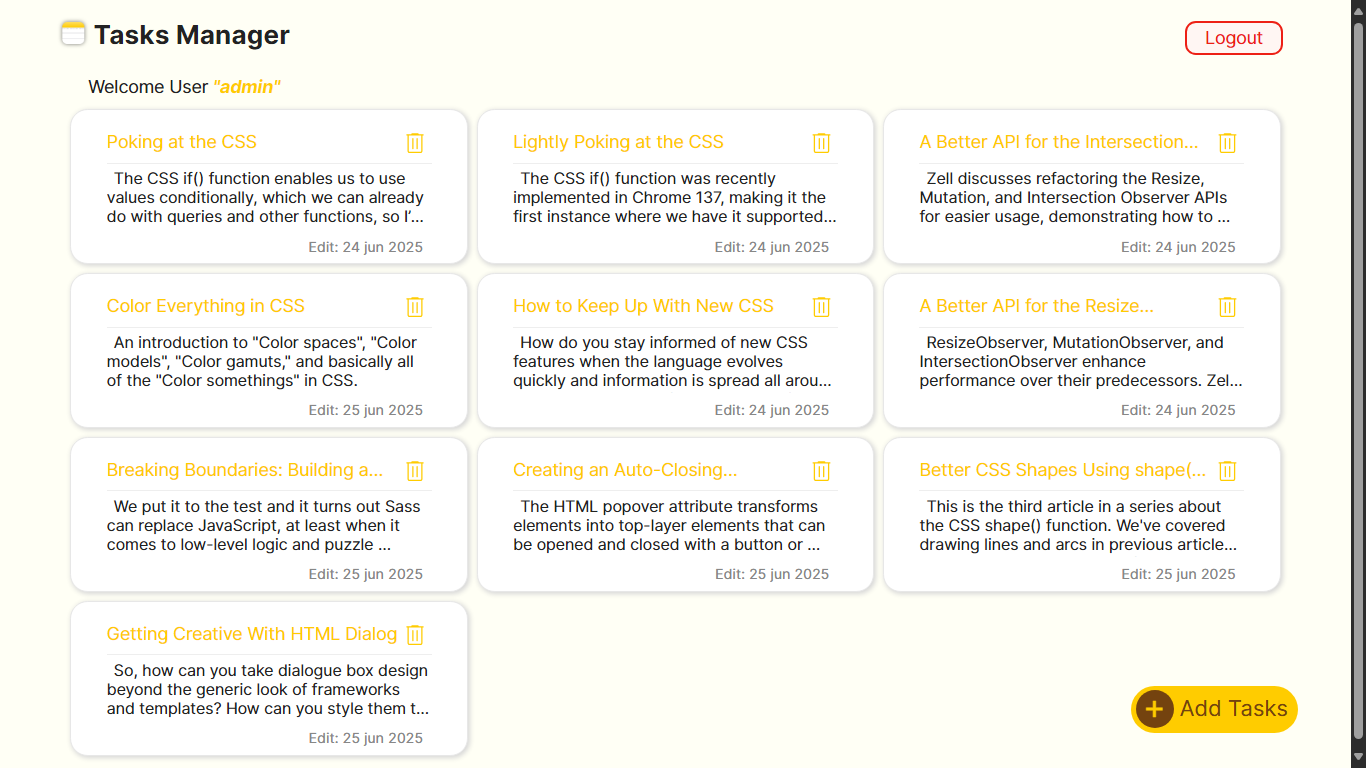 Tasks Manager
Logout
Welcome User "admin"
Poking at the CSS
The CSS if() function enables us to use
values conditionally, which we can already
do with queries and other functions, so I’...
Edit: 24 jun 2025
Lightly Poking at the CSS
The CSS if() function was recently
implemented in Chrome 137, making it the
first instance where we have it supported...
Edit: 24 jun 2025
A Better API for the Intersection...
Zell discusses refactoring the Resize,
Mutation, and Intersection Observer APIs
for easier usage, demonstrating how to ...
Edit: 24 jun 2025
Color Everything in CSS
An introduction to "Color spaces", "Color
models", "Color gamuts," and basically all
of the "Color somethings" in CSS.
Edit: 25 jun 2025
How to Keep Up With New CSS
How do you stay informed of new CSS
features when the language evolves
quickly and information is spread all arou...
Edit: 24 jun 2025
A Better API for the Resize...
ResizeObserver, MutationObserver, and
IntersectionObserver enhance
performance over their predecessors. Zel...
Edit: 24 jun 2025
Breaking Boundaries: Building a...
We put it to the test and it turns out Sass
can replace JavaScript, at least when it
comes to low-level logic and puzzle ...
Edit: 25 jun 2025
Creating an Auto-Closing...
The HTML popover attribute transforms
elements into top-layer elements that can
be opened and closed with a button or ...
Edit: 25 jun 2025
Better CSS Shapes Using shape(...
This is the third article in a series about
the CSS shape() function. We've covered
drawing lines and arcs in previous article...
Edit: 25 jun 2025
Getting Creative With HTML Dialog
So, how can you take dialogue box design
beyond the generic look of frameworks
and templates? How can you style them t...
Edit: 25 jun 2025
Add Tasks